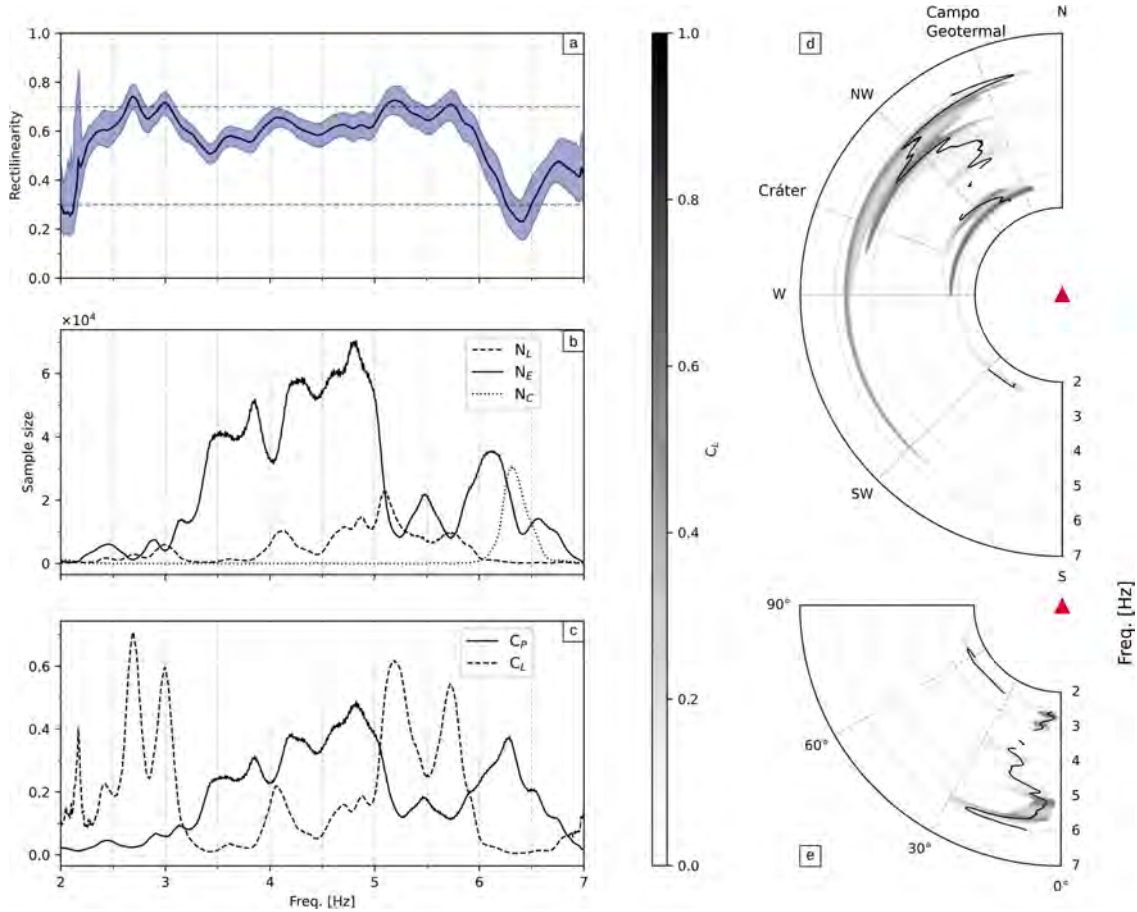 a
1.0
0.8
0.6
0.4
0.2
0.0
Rectilinearity
×10⁴
b
N_L
N_E
N_C
6
4
2
0
Sample size
c
C_P
C_L
0.6
0.4
0.2
0.0
2 3 4 5 6 7
Freq. [Hz]
1.0
0.8
0.6
0.4
0.2
0.0
C_L
d
Campo
Geotermal
N
NW
Cráter
W
SW
S
2
3
4
5
6
7
Freq. [Hz]
90°
60°
30°
0°
2
3
4
5
6
7
e